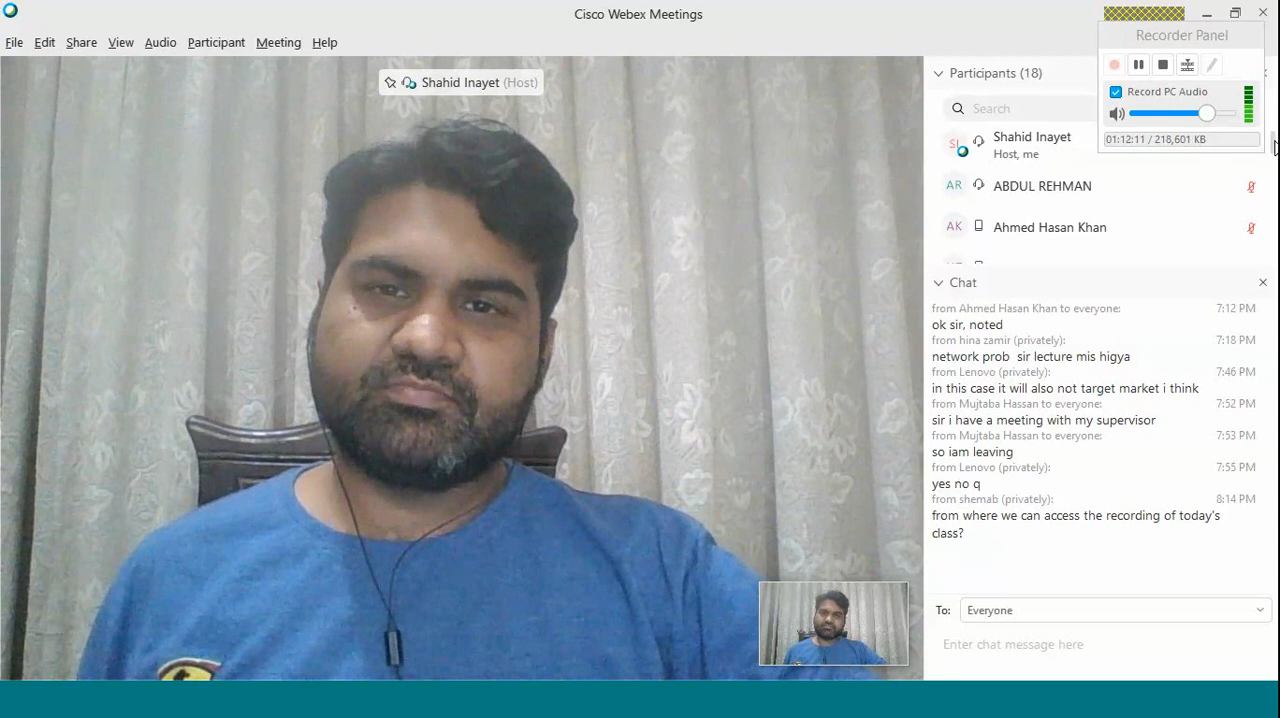 Cisco Webex Meetings
File Edit Share View Audio Participant Meeting Help
Recorder Panel
Record PC Audio
01:12:11 / 218,601 KB
Shahid Inayet (Host)
Participants (18)
Search
SI Shahid Inayet
Host, me
AR ABDUL REHMAN
AK Ahmed Hasan Khan
Chat
from Ahmed Hasan Khan to everyone: 7:12 PM
ok sir, noted
from hina zamir (privately): 7:18 PM
network prob sir lecture mis higya
from Lenovo (privately): 7:46 PM
in this case it will also not target market i think
from Mujtaba Hassan to everyone: 7:52 PM
sir i have a meeting with my supervisor
from Mujtaba Hassan to everyone: 7:53 PM
so iam leaving
from Lenovo (privately): 7:55 PM
yes no q
from shemab (privately): 8:14 PM
from where we can access the recording of today's
class?
To: Everyone
Enter chat message here